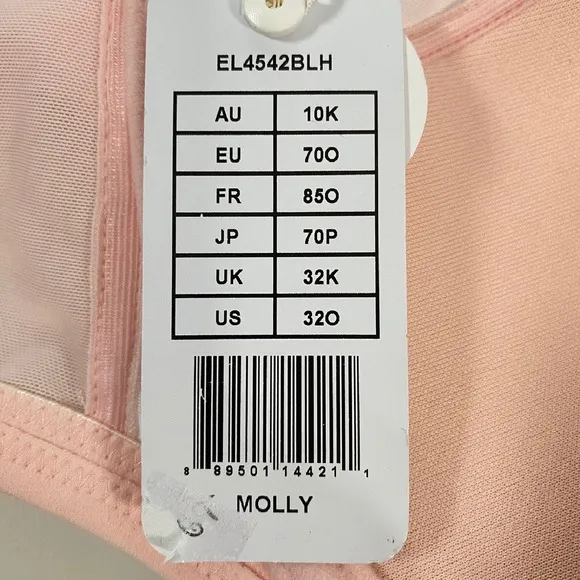 EL4542BLH
AU 10K
EU 70O
FR 85O
JP 70P
UK 32K
US 32O
8 89501 14421 1
MOLLY